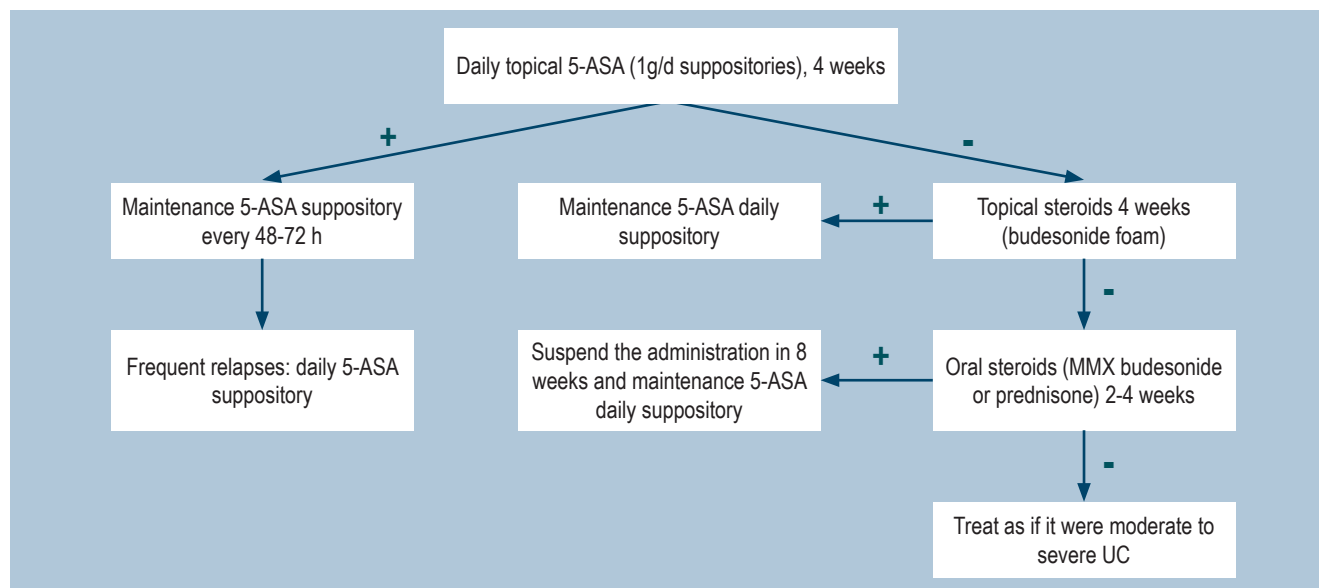 Daily topical 5-ASA (1g/d suppositories), 4 weeks
+
-
Maintenance 5-ASA suppository
every 48-72 h
Maintenance 5-ASA daily
suppository
+
Topical steroids 4 weeks
(budesonide foam)
-
Frequent relapses: daily 5-ASA
suppository
Suspend the administration in 8
weeks and maintenance 5-ASA
daily suppository
+
Oral steroids (MMX budesonide
or prednisone) 2-4 weeks
-
Treat as if it were moderate to
severe UC